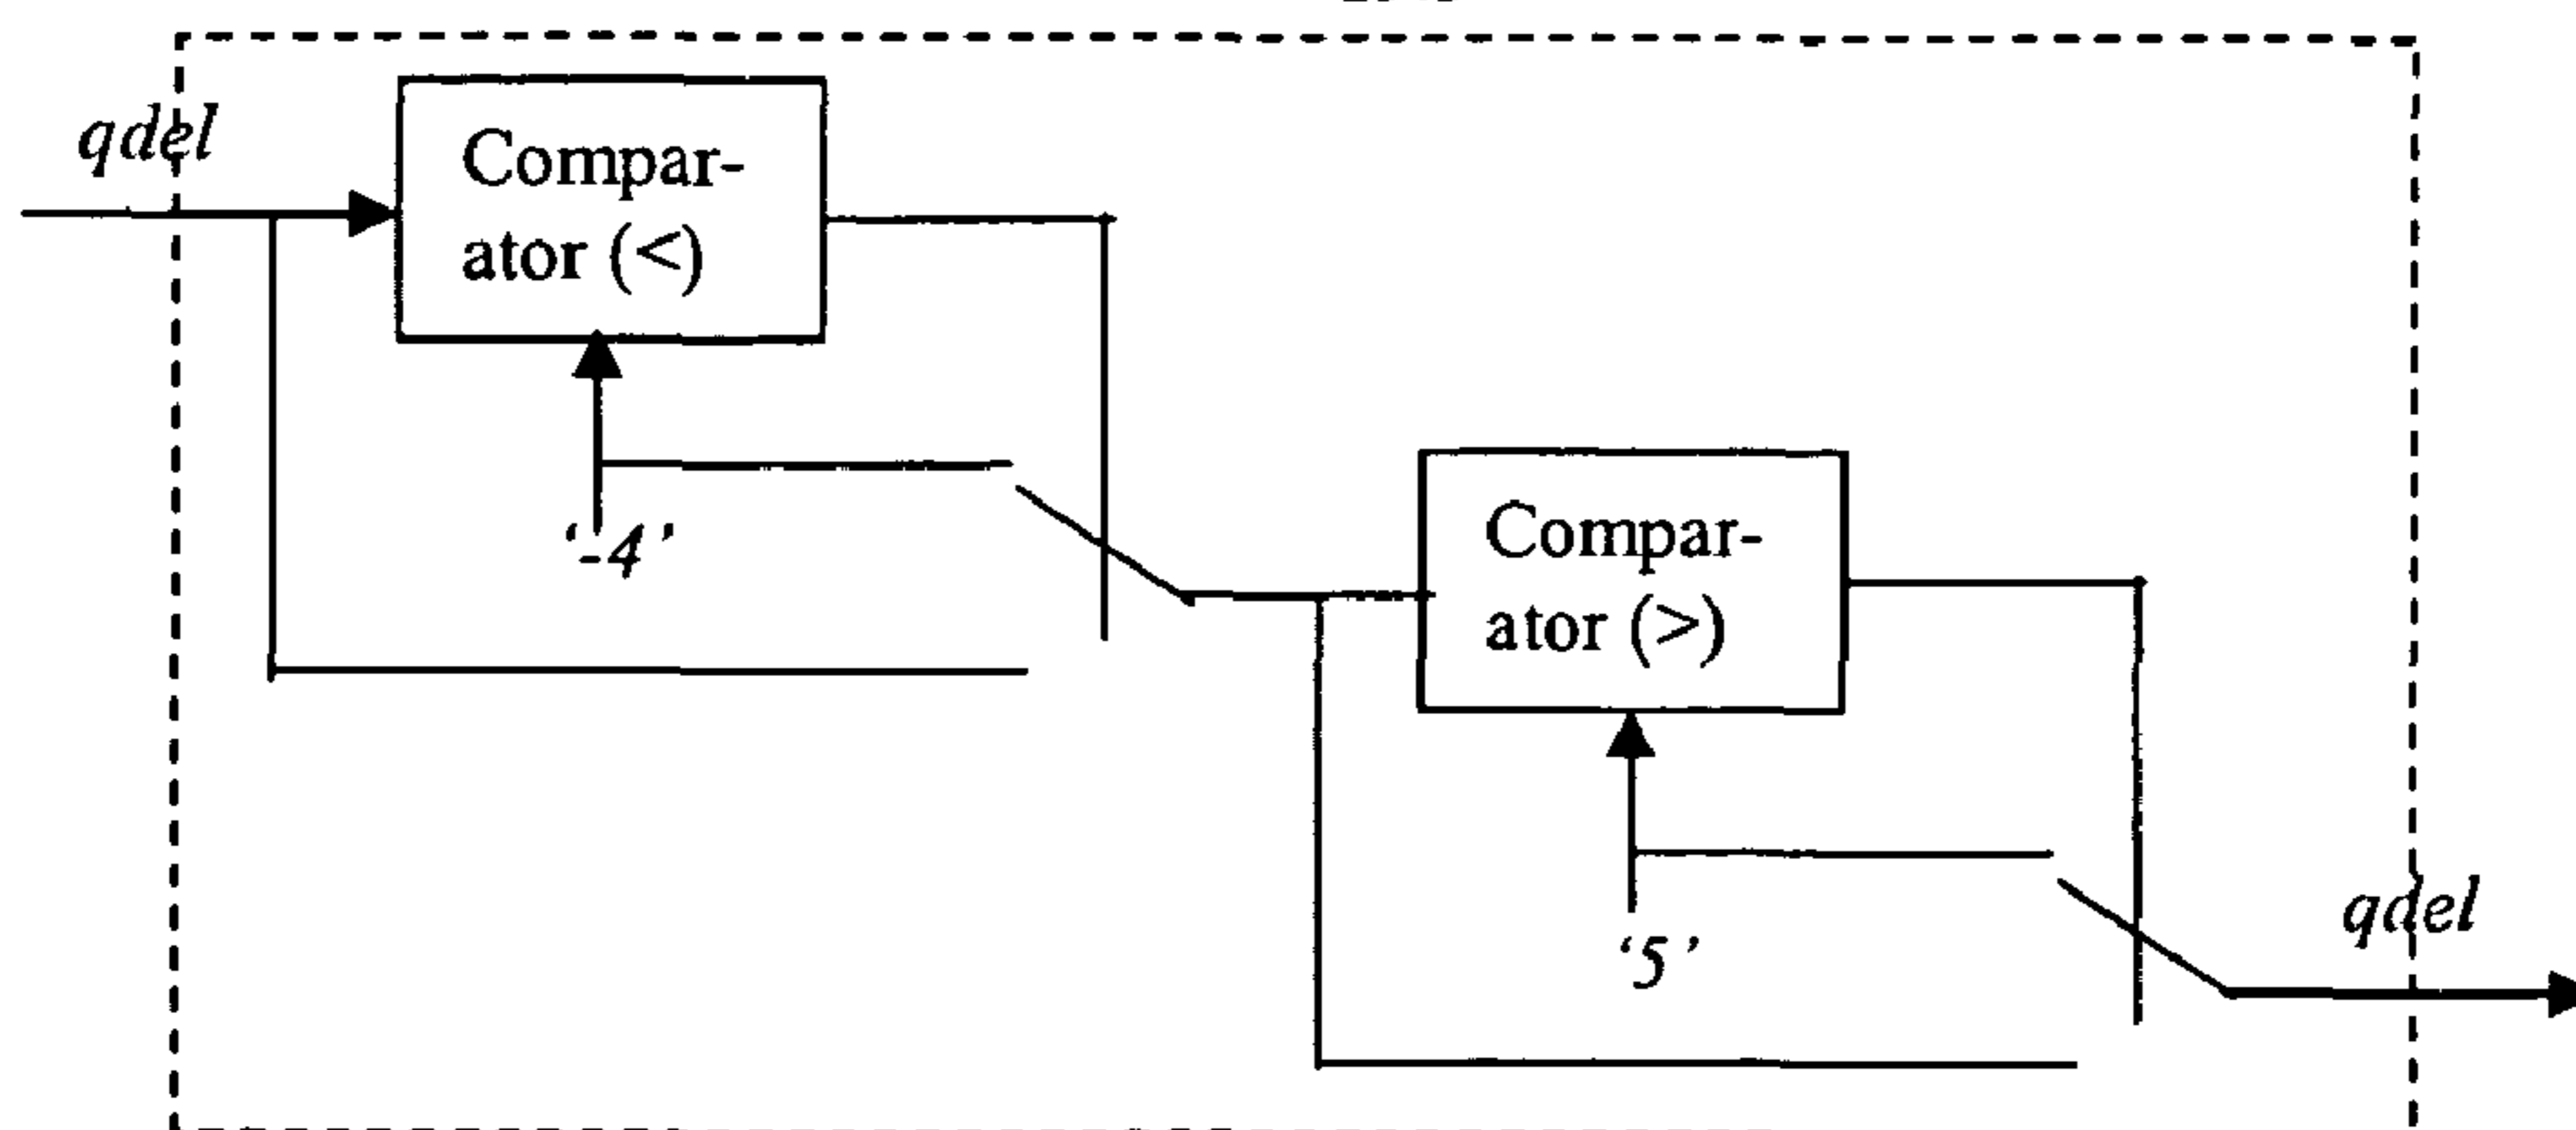 qdel
Compar-
ator (<)
‘-4’
Compar-
ator (>)
‘5’
qdel